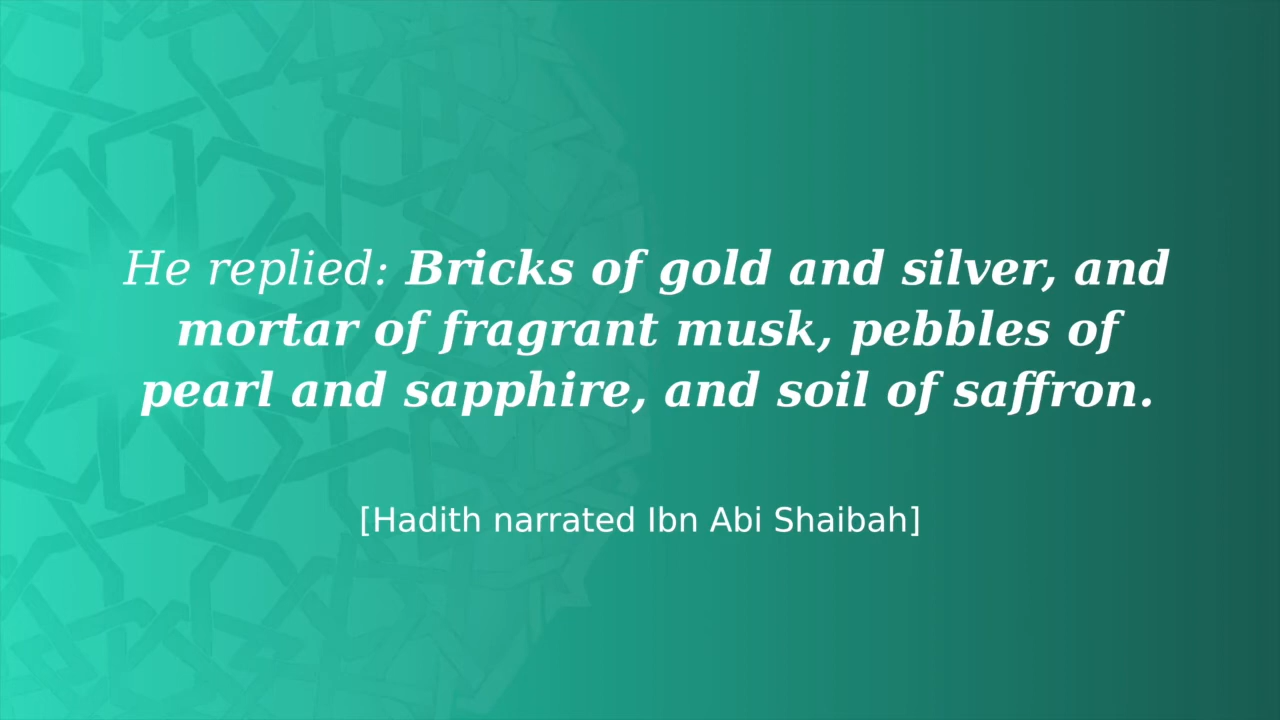 He replied: Bricks of gold and silver, and
mortar of fragrant musk, pebbles of
pearl and sapphire, and soil of saffron.
[Hadith narrated Ibn Abi Shaibah]